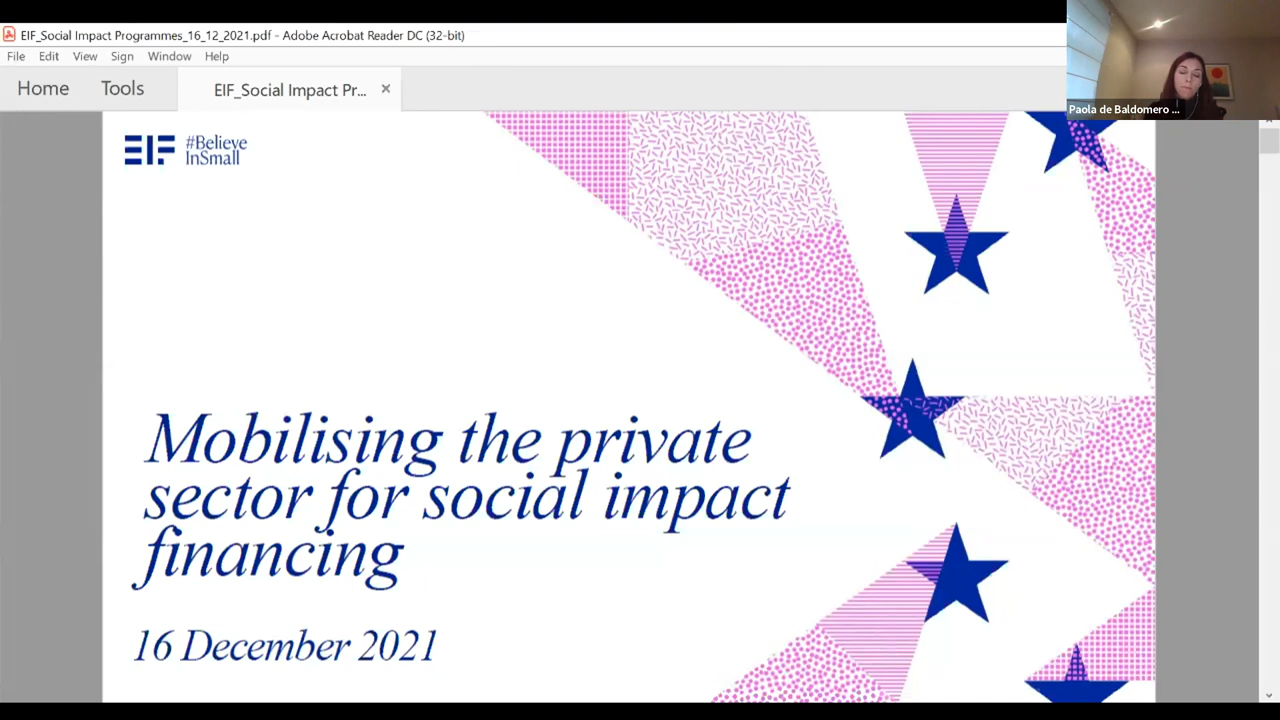 EIF_Social Impact Programmes_16_12_2021.pdf - Adobe Acrobat Reader DC (32-bit)
File Edit View Sign Window Help
Home Tools EIF_Social Impact Pr... ×
Paola de Baldomero ...
EIF #Believe
InSmall
Mobilising the private
sector for social impact
financing
16 December 2021